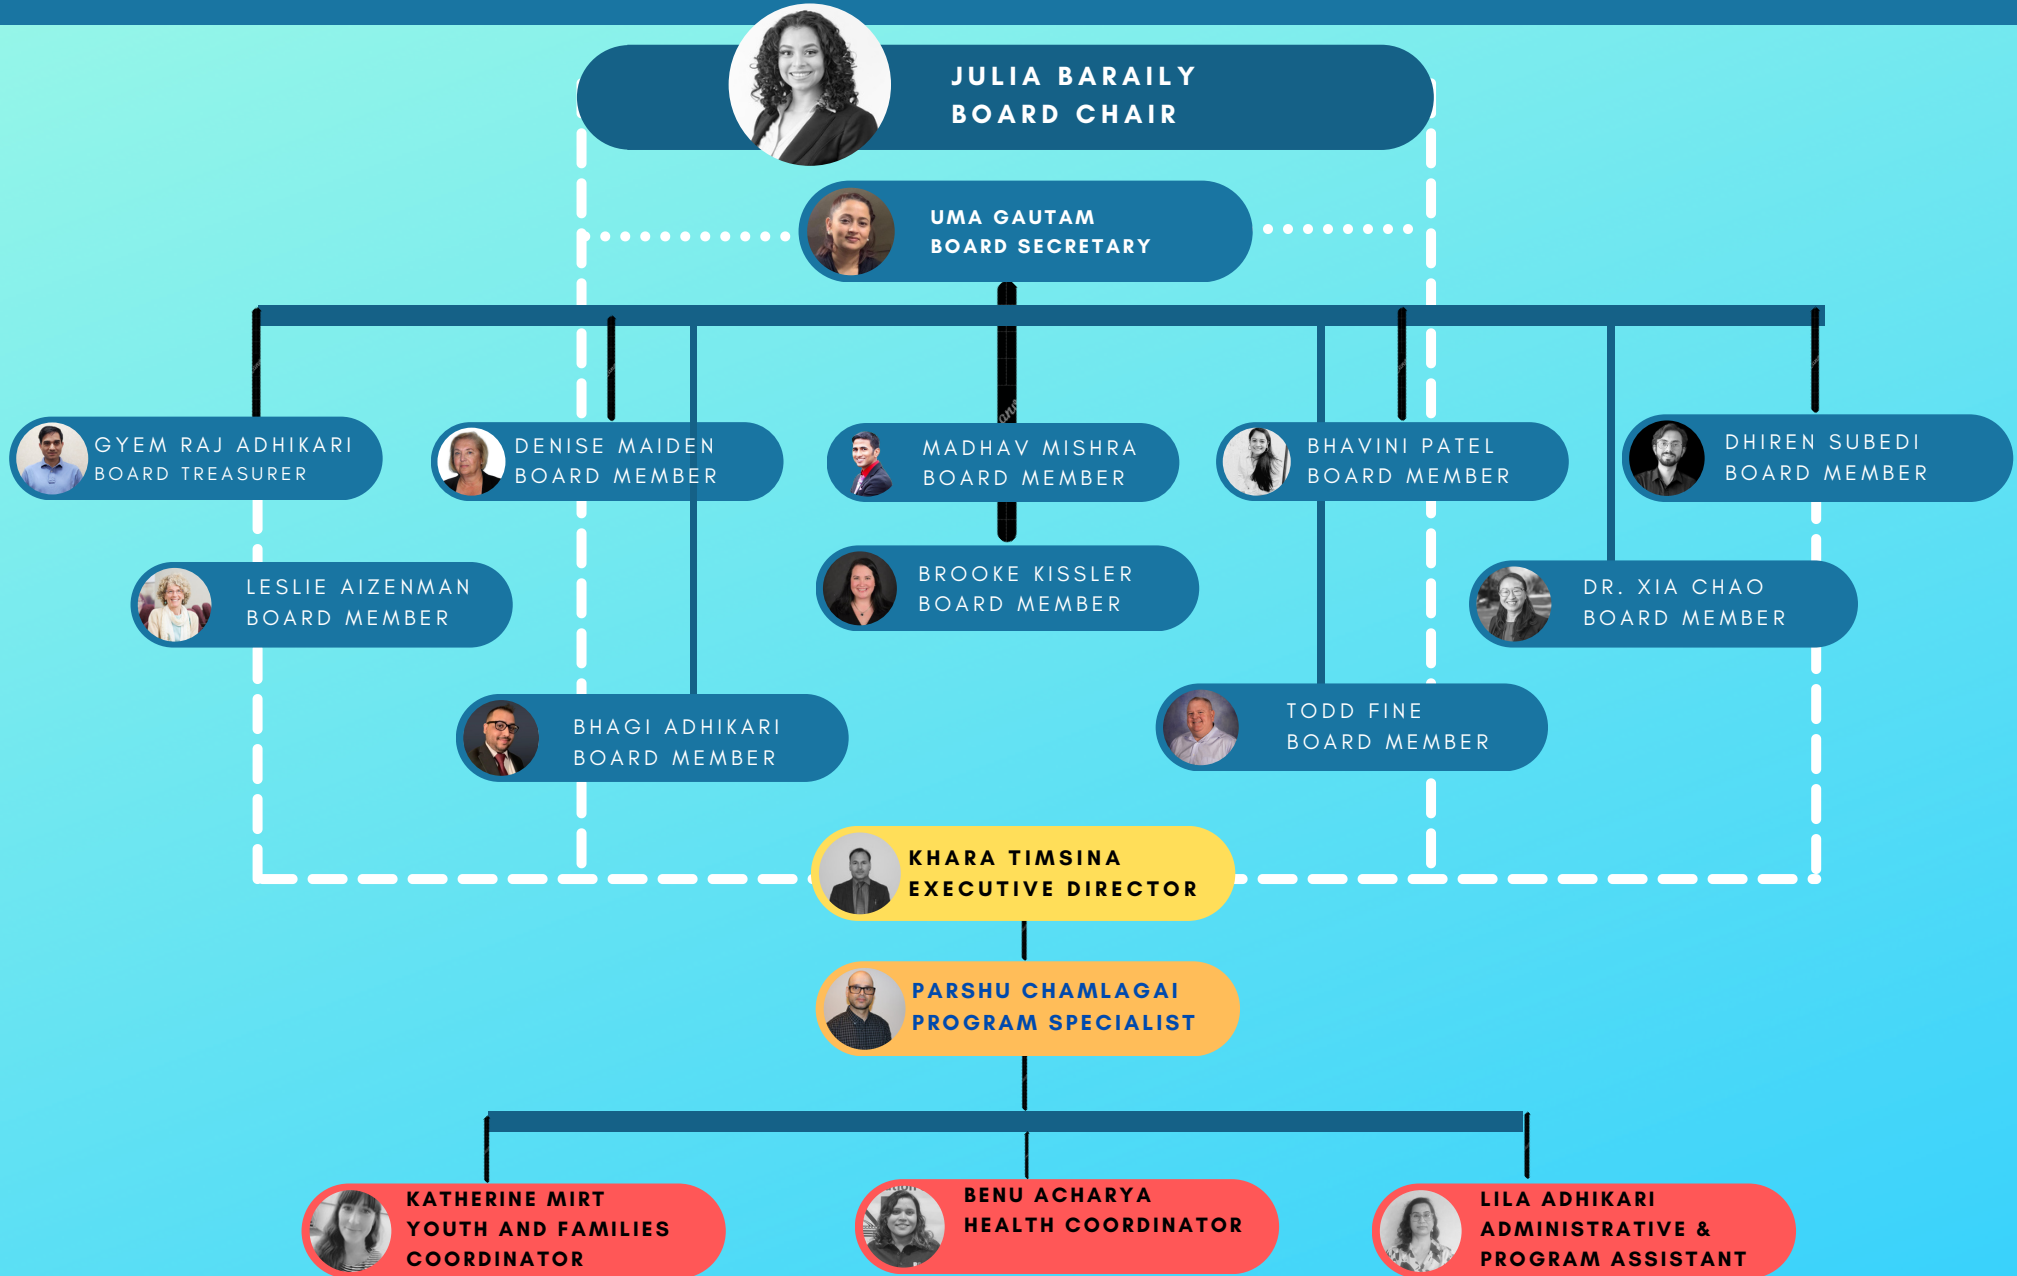 JULIA BARAILY
BOARD CHAIR
UMA GAUTAM
BOARD SECRETARY
GYEM RAJ ADHIKARI
BOARD TREASURER
DENISE MAIDEN
BOARD MEMBER
MADHAV MISHRA
BOARD MEMBER
BHAVINI PATEL
BOARD MEMBER
DHIREN SUBEDI
BOARD MEMBER
LESLIE AIZENMAN
BOARD MEMBER
BROOKE KISSLER
BOARD MEMBER
DR. XIA CHAO
BOARD MEMBER
BHAGI ADHIKARI
BOARD MEMBER
TODD FINE
BOARD MEMBER
KHARA TIMSINA
EXECUTIVE DIRECTOR
PARSHU CHAMLAGAI
PROGRAM SPECIALIST
KATHERINE MIRT
YOUTH AND FAMILIES
COORDINATOR
BENU ACHARYA
HEALTH COORDINATOR
LILA ADHIKARI
ADMINISTRATIVE &
PROGRAM ASSISTANT